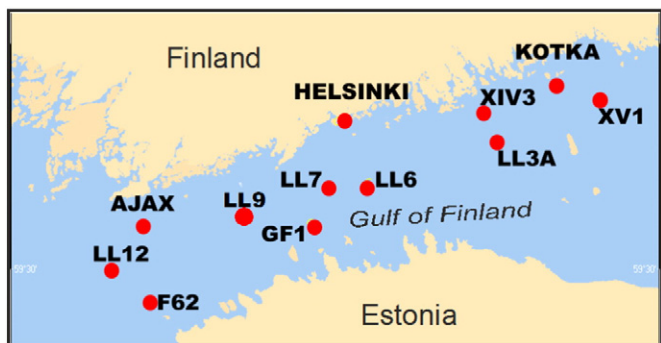 KOTKA
Finland
HELSINKI
XIV3
XV1
LL3A
LL7
LL6
LL9
AJAX
Gulf of Finland
GF1
LL12
59°30
59°30
F62
Estonia